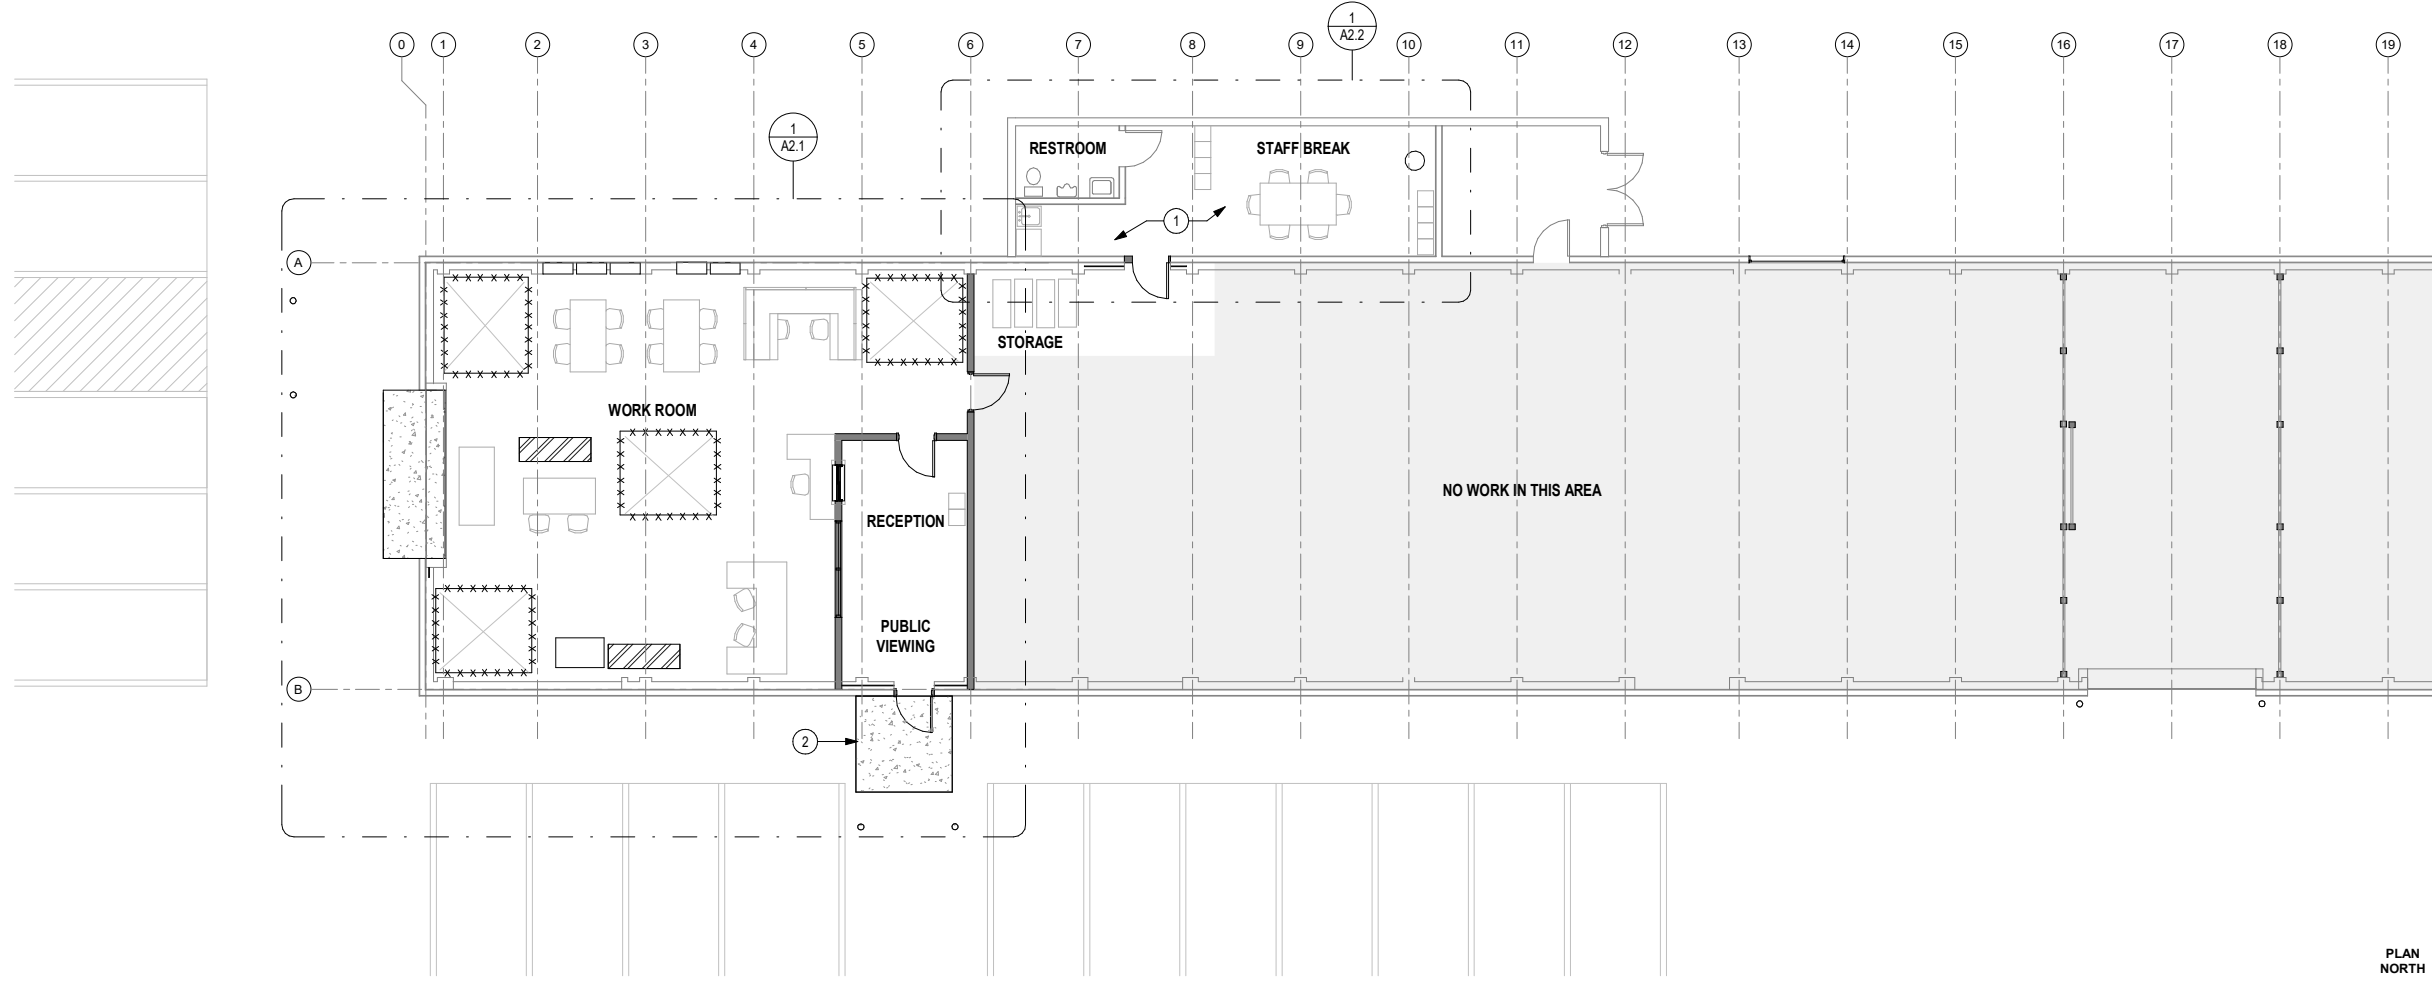 1
A2.2
0 1 2 3 4 5 6 7 8 9 10 11 12 13 14 15 16 17 18 19
1
A2.1
RESTROOM
STAFF BREAK
1
A
STORAGE
WORK ROOM
NO WORK IN THIS AREA
RECEPTION
PUBLIC
VIEWING
B
2
PLAN
NORTH